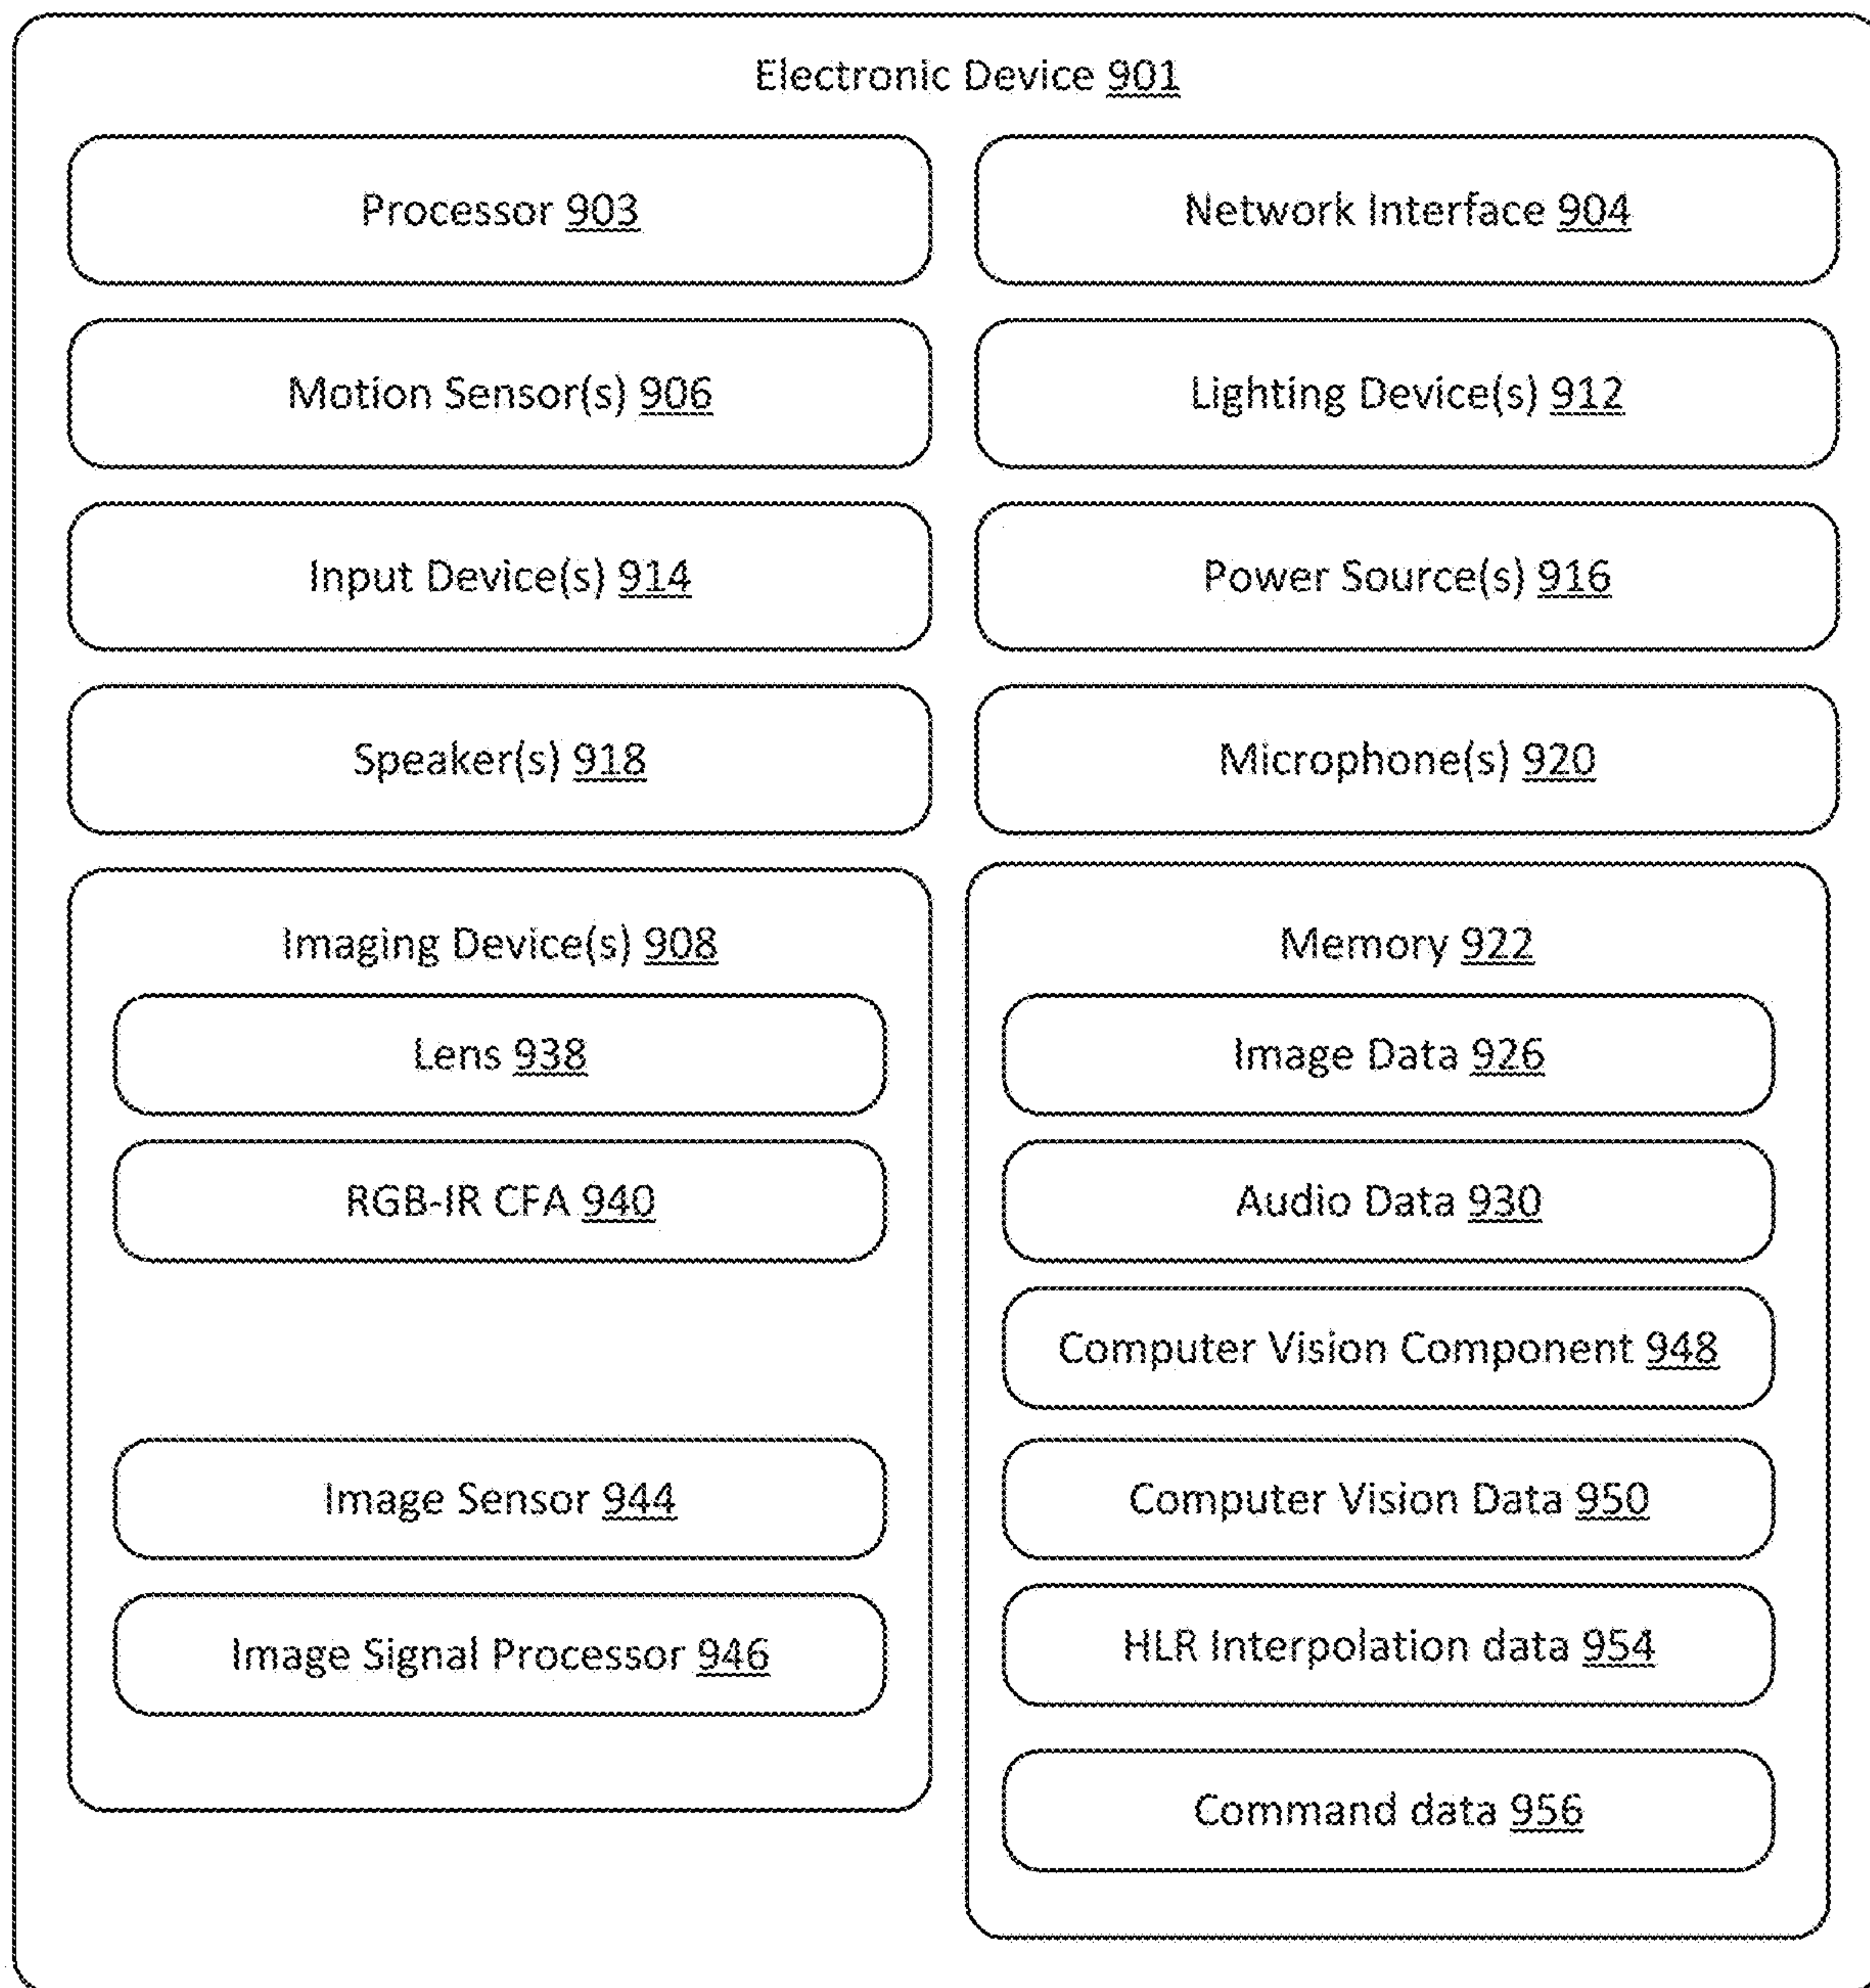 Electronic Device 901
Processor 903
Network Interface 904
Motion Sensor(s) 906
Lighting Device(s) 912
Input Device(s) 914
Power Source(s) 916
Speaker(s) 918
Microphone(s) 920
Imaging Device(s) 908
Lens 938
RGB-IR CFA 940
Image Sensor 944
Image Signal Processor 946
Memory 922
Image Data 926
Audio Data 930
Computer Vision Component 948
Computer Vision Data 950
HLR Interpolation data 954
Command data 956